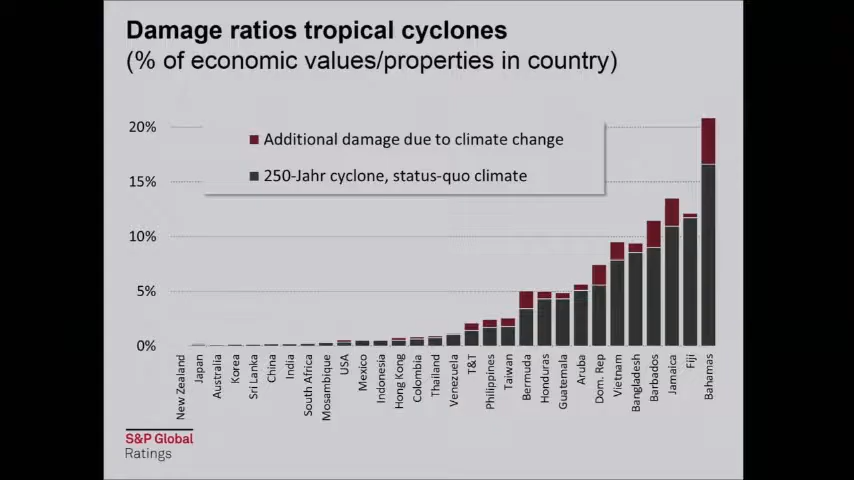 Damage ratios tropical cyclones
(% of economic values/properties in country)
20%
15%
10%
5%
0%
Additional damage due to climate change
250-Jahr cyclone, status-quo climate
New Zealand
Japan
Australia
Korea
Sri Lanka
China
India
South Africa
Mosambique
USA
Mexico
Indonesia
Hong Kong
Colombia
Thailand
Venezuela
T&T
Philippines
Taiwan
Bermuda
Honduras
Guatemala
Aruba
Dom. Rep
Vietnam
Bangladesh
Barbados
Jamaica
Fiji
Bahamas
S&P Global
Ratings